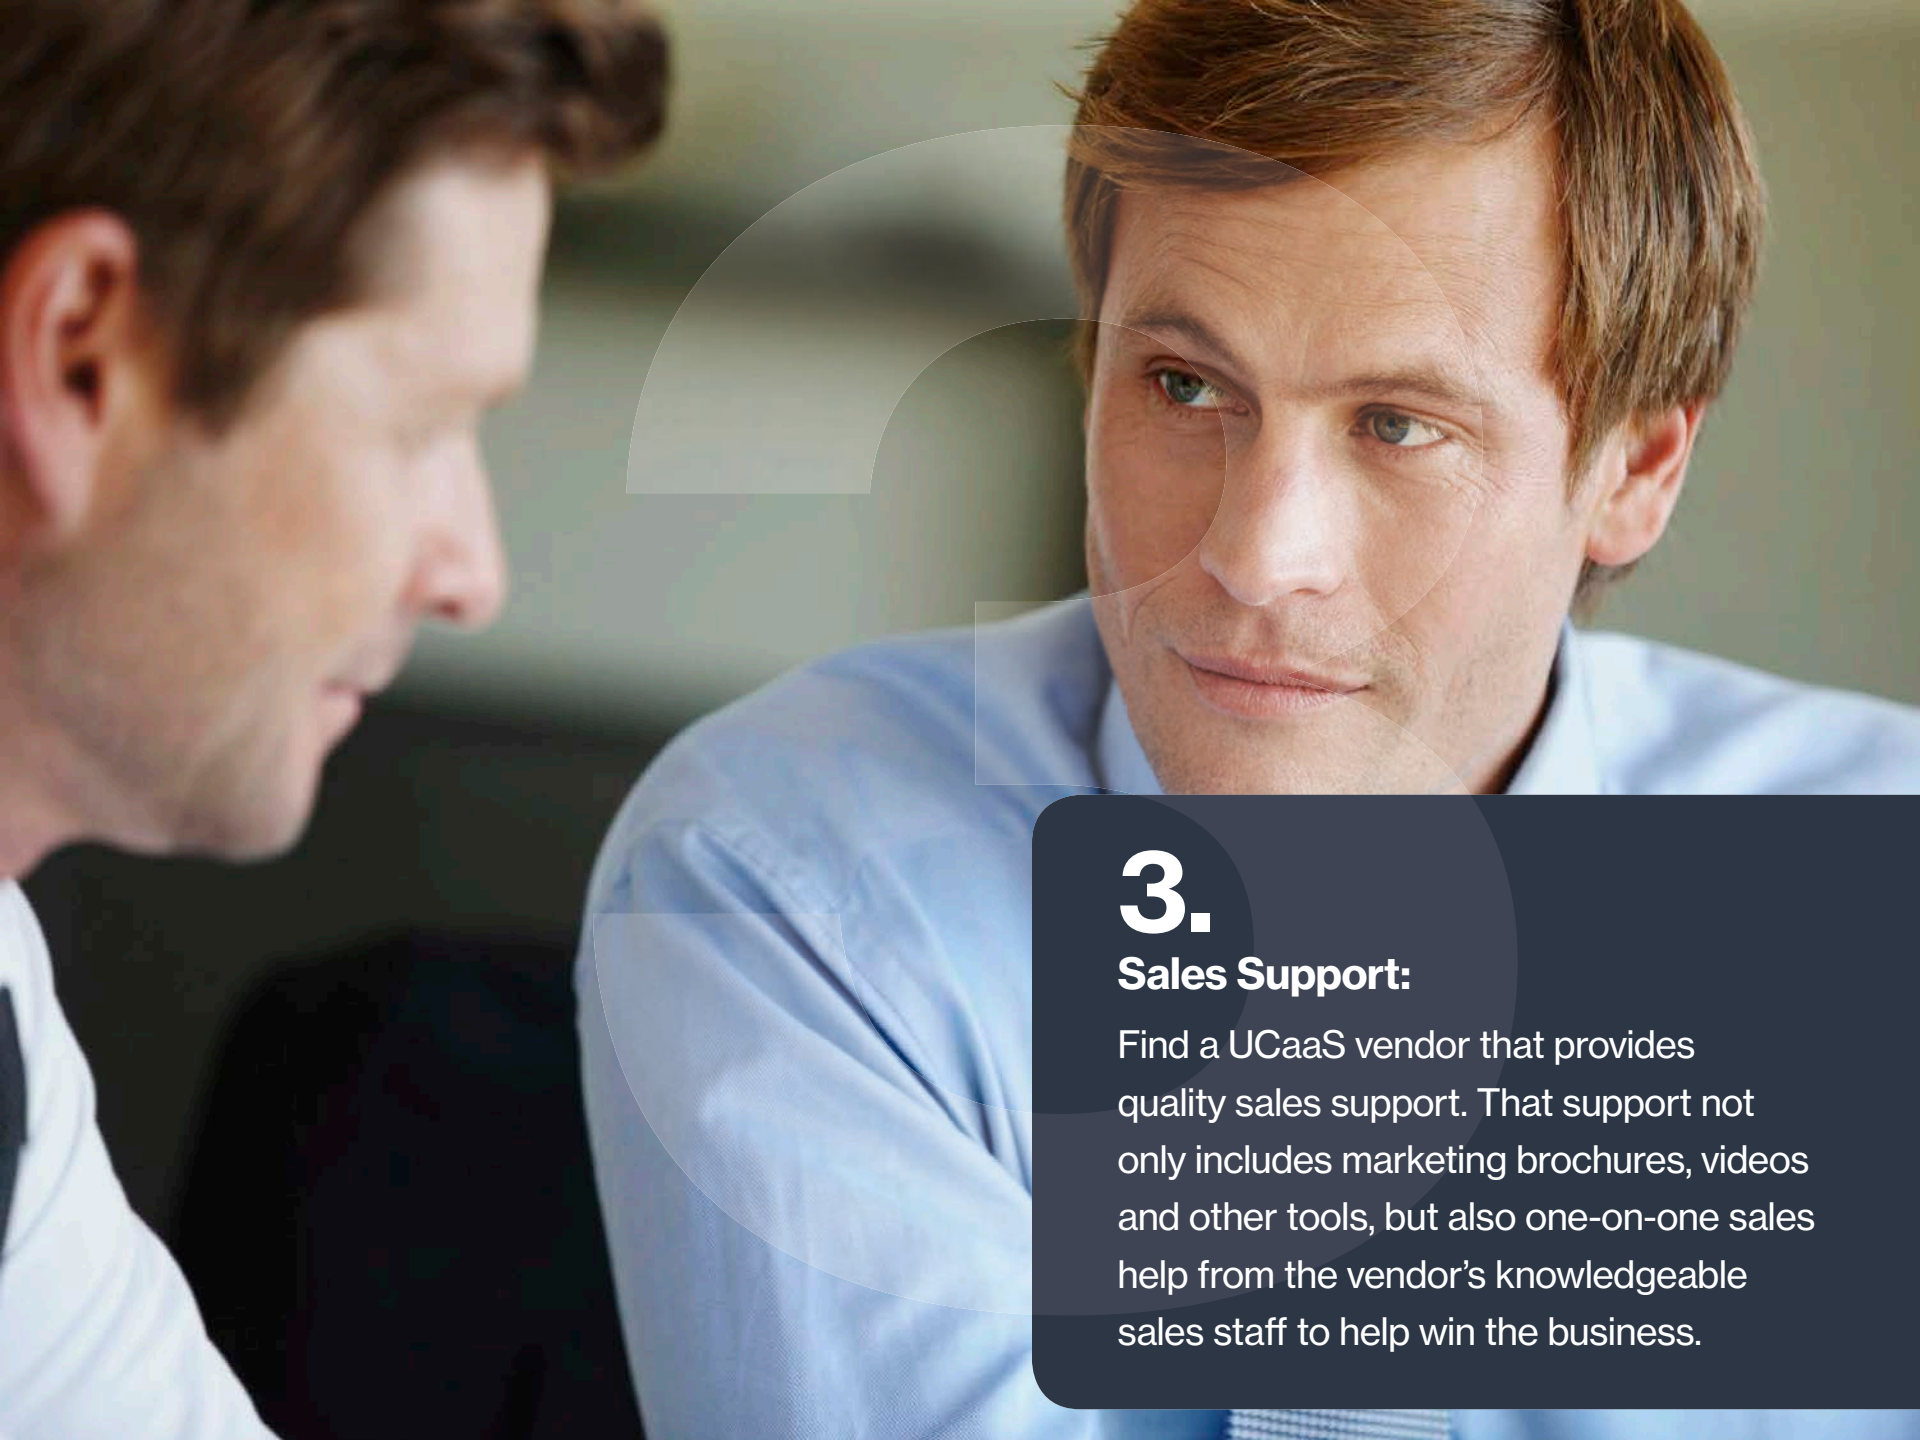 3.
Sales Support:
Find a UCaaS vendor that provides
quality sales support. That support not
only includes marketing brochures, videos
and other tools, but also one-on-one sales
help from the vendor’s knowledgeable
sales staff to help win the business.